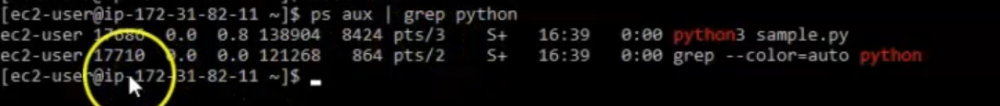 [ec2-user@ip-172-31-82-11 ~]$ ps aux | grep python
ec2-user 17686 0.0 0.8 138904 8424 pts/3 S+ 16:39 0:00 python3 sample.py
ec2-user 17710 0.0 0.0 121268 864 pts/2 S+ 16:39 0:00 grep --color=auto python
[ec2-user@ip-172-31-82-11 ~]$